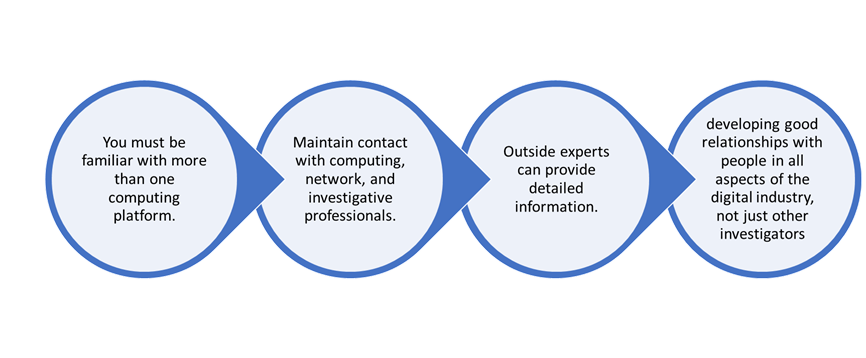 You must be
familiar with more
than one
computing
platform.
Maintain contact
with computing,
network, and
investigative
professionals.
Outside experts
can provide
detailed
information.
developing good
relationships with
people in all
aspects of the
digital industry,
not just other
investigators